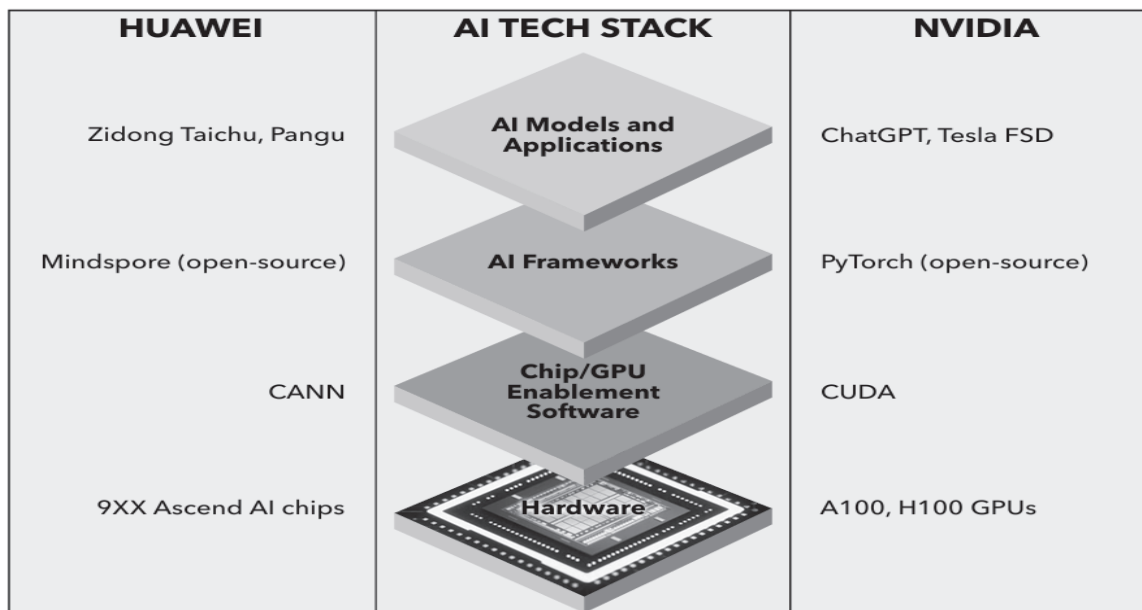 HUAWEI
AI TECH STACK
NVIDIA
Zidong Taichu, Pangu
AI Models and
Applications
ChatGPT, Tesla FSD
Mindspore (open-source)
AI Frameworks
PyTorch (open-source)
CANN
Chip/GPU
Enablement
Software
CUDA
9XX Ascend AI chips
Hardware
A100, H100 GPUs